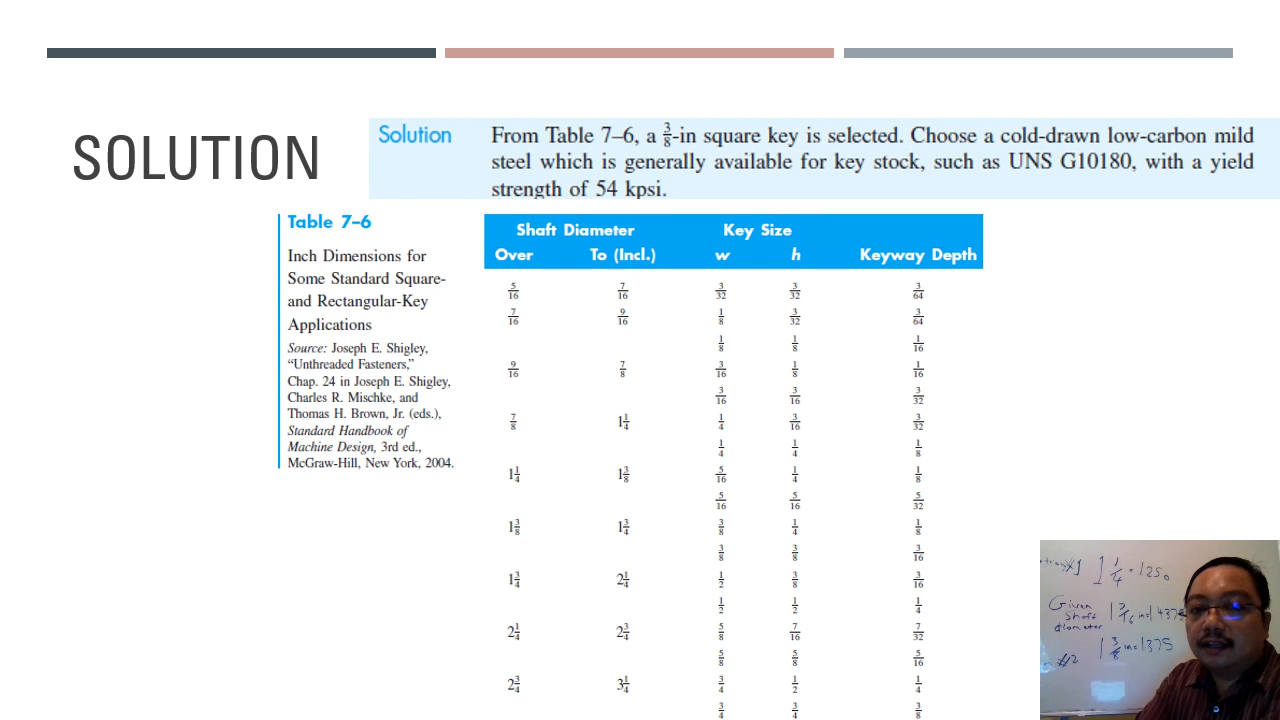 SOLUTION
Solution
From Table 7–6, a 3/8-in square key is selected. Choose a cold-drawn low-carbon mild
steel which is generally available for key stock, such as UNS G10180, with a yield
strength of 54 kpsi.
Table 7–6
Inch Dimensions for
Some Standard Square-
and Rectangular-Key
Applications
Source: Joseph E. Shigley,
“Unthreaded Fasteners,”
Chap. 24 in Joseph E. Shigley,
Charles R. Mischke, and
Thomas H. Brown, Jr. (eds.),
Standard Handbook of
Machine Design, 3rd ed.,
McGraw-Hill, New York, 2004.
Shaft Diameter Key Size
Over To (Incl.) w h Keyway Depth
5/16 7/16 3/32 3/32 3/64
7/16 9/16 1/8 3/32 3/64
1/8 1/8 1/16
9/16 7/8 3/16 1/8 1/16
3/16 3/16 3/32
7/8 1 1/4 1/4 3/16 3/32
1/4 1/4 1/8
1 1/4 1 3/8 5/16 1/4 1/8
5/16 5/16 5/32
1 3/8 1 3/4 3/8 1/4 1/8
3/8 3/8 3/16
1 3/4 2 1/4 1/2 3/8 3/16
1/2 1/2 1/4
2 1/4 2 3/4 5/8 7/16 7/32
5/8 5/8 5/16
2 3/4 3 1/4 3/4 1/2 1/4
3/4 3/4 3/8
1 1/4 = 1250
Given
Shaft
diameter
1 7/16 in = 1 4375
1 3/8 in = 1375
#2